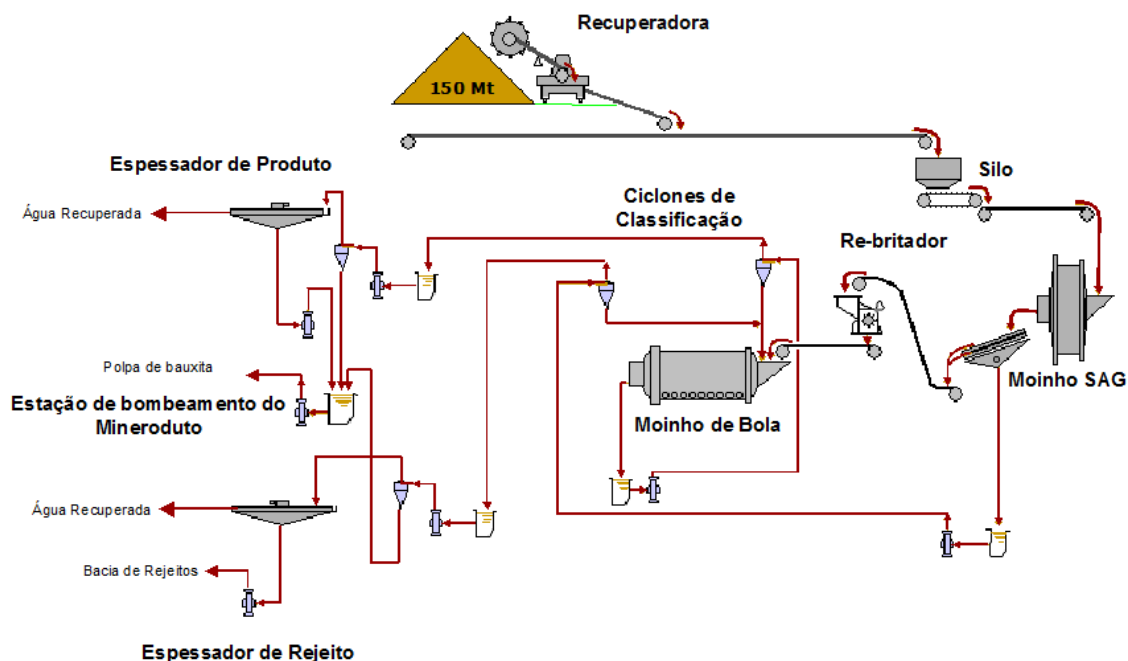 Recuperadora
150 Mt
Espessador de Produto
Silo
Ciclones de
Classificação
Água Recuperada
Re-britador
Polpa de bauxita
Moinho SAG
Estação de bombeamento do
Mineroduto
Moinho de Bola
Água Recuperada
Bacia de Rejeitos
Espessador de Rejeito